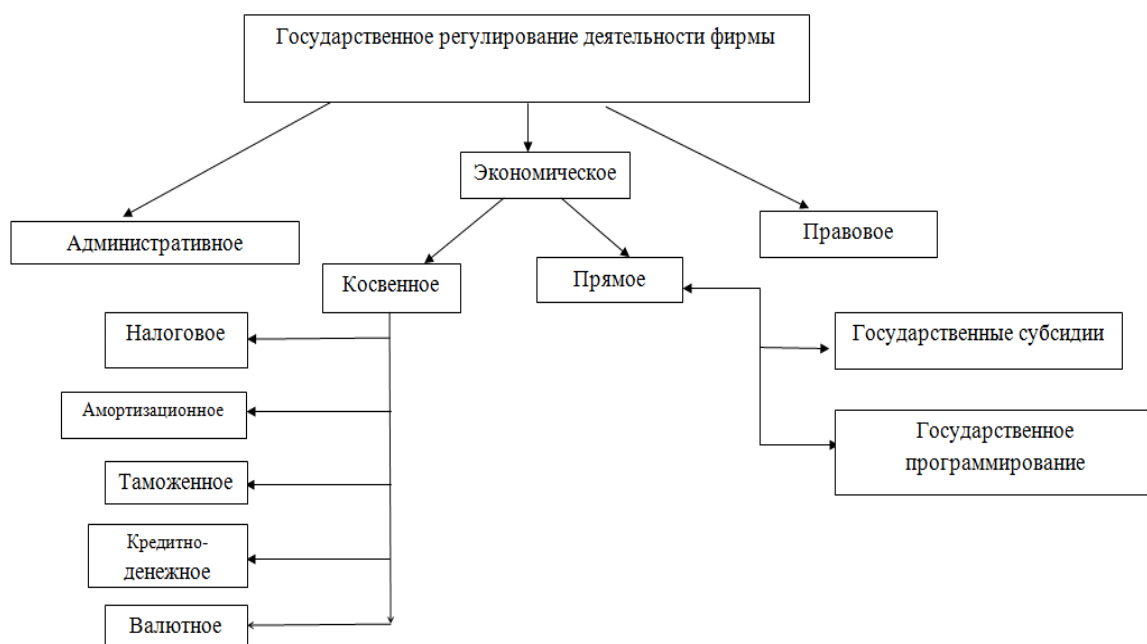 Государственное регулирование деятельности фирмы
Экономическое
Административное
Правовое
Косвенное
Прямое
Налоговое
Государственные субсидии
Амортизационное
Государственное
программирование
Таможенное
Кредитно-
денежное
Валютное